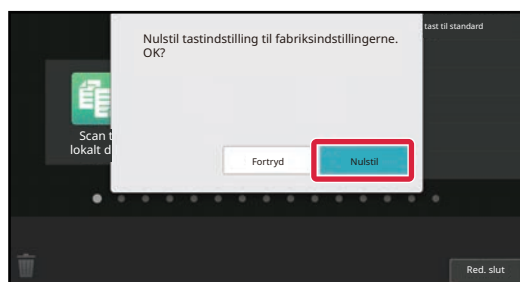 tast til standard
Nulstil tastindstilling til fabriksindstillingerne.
OK?
Scan t
lokalt d
Fortryd
Nulstil
Red. slut